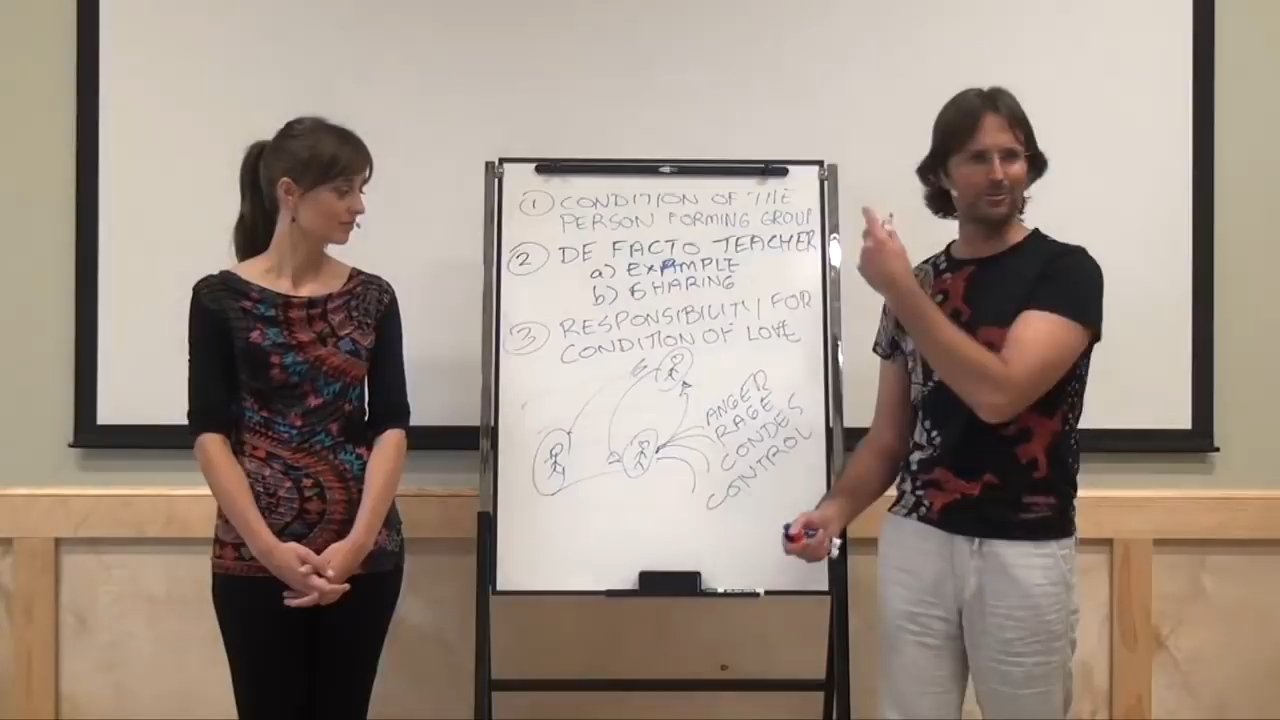 ① CONDITION OF THE
PERSON FORMING GROUP
② DE FACTO TEACHER
a) EXAMPLE
b) SHARING
③ RESPONSIBILITY FOR
CONDITION OF LOVE
ANGER
RAGE
CONDES
CONTROL